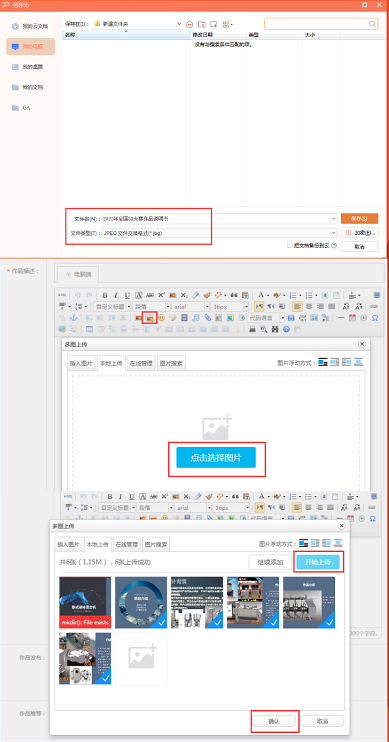 另存为
我的云文档
保存在(I):
新建文件夹
我的电脑
名称
修改日期
类型
大小
没有与搜索条件匹配的项。
我的桌面
我的文档
文件名(N):
保存(S)
文件类型(T):
JPEG 文件交换格式(*.jpg)
加密(E)...
把文档备份到云
取消
* 作品描述:
电脑端
HTML
B I U
自定义标题
段落
arial
16px
代码语言
多图上传
插入图片
本地上传
在线管理
图片搜索
图片浮动方式:
点击选择图片
HTML
B I U
自定义标题
段落
arial
16px
代码语言
多图上传
插入图片
本地上传
在线管理
图片搜索
图片浮动方式:
共6张(1.15M),6张上传成功
继续添加
开始上传
mkdir(): File exists
作品发布:
确认
取消
作品推荐: